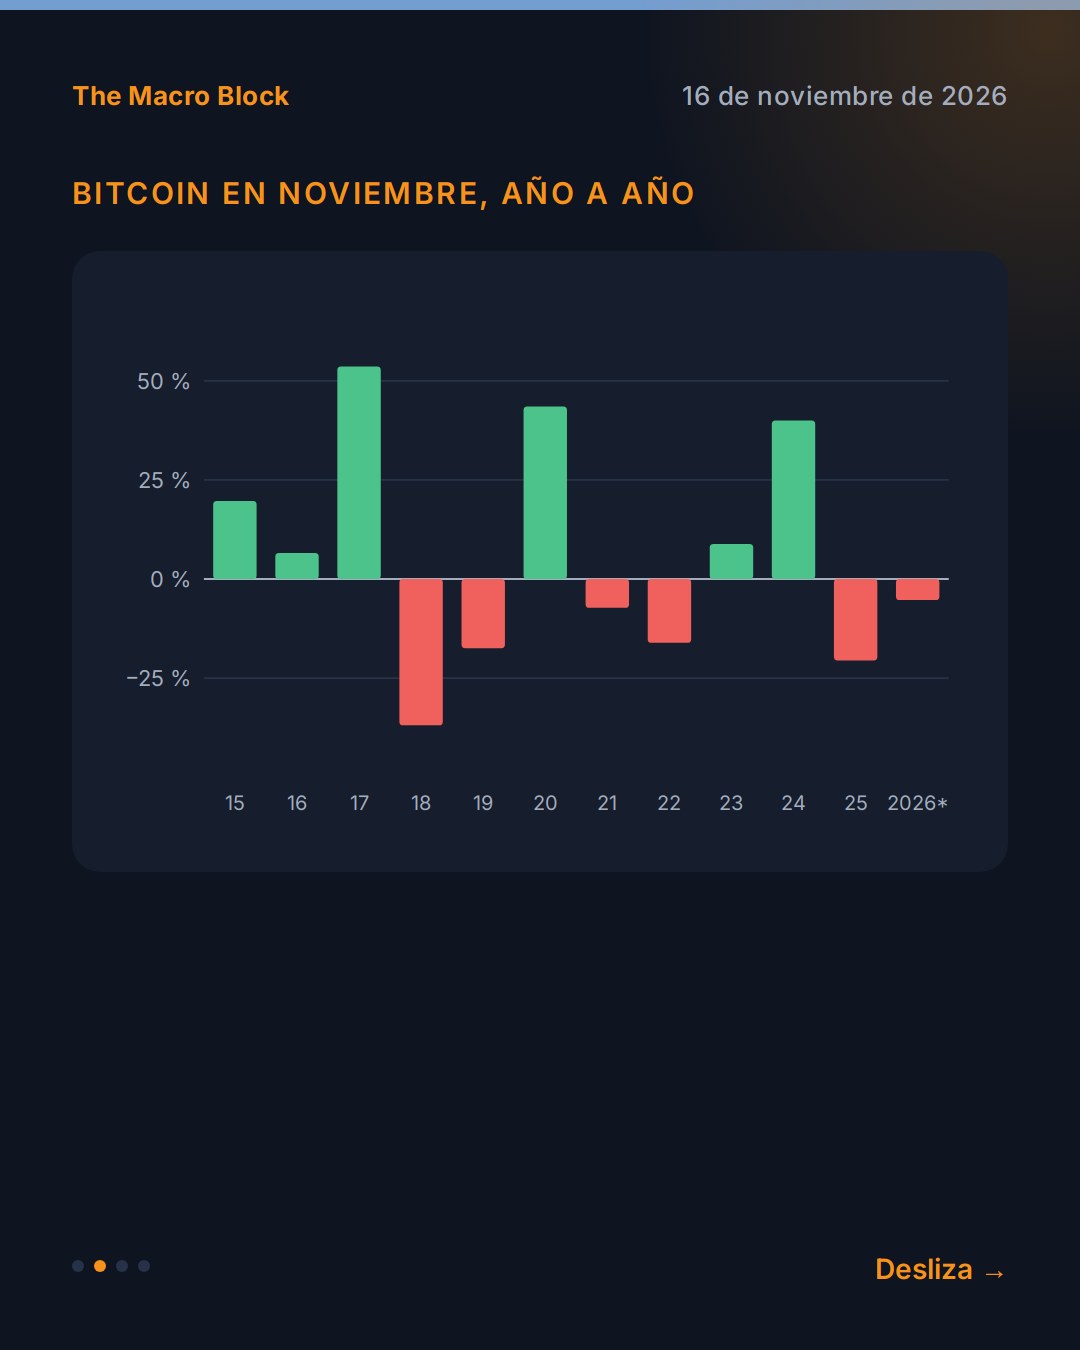 The Macro Block
16 de noviembre de 2026
BITCOIN EN NOVIEMBRE, AÑO A AÑO
50 %
25 %
0 %
−25 %
15 16 17 18 19 20 21 22 23 24 25 2026*
Desliza →